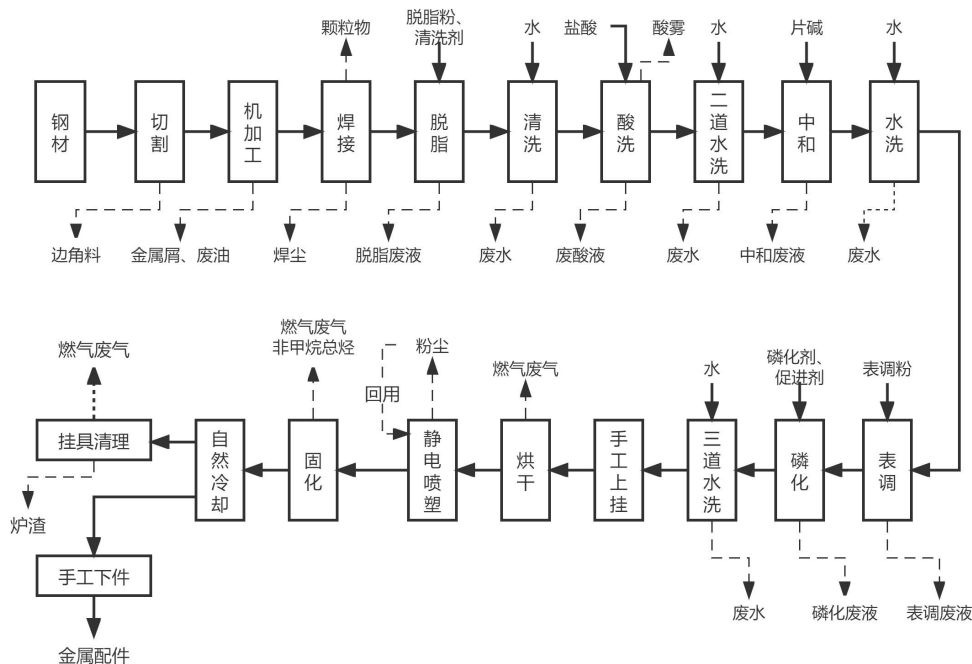 颗粒物
脱脂粉、
清洗剂
水
盐酸
酸雾
水
片碱
水
钢材
切割
机加工
焊接
脱脂
清洗
酸洗
二道水洗
中和
水洗
边角料
金属屑、废油
焊尘
脱脂废液
废水
废酸液
废水
中和废液
废水
燃气废气
燃气废气
非甲烷总烃
粉尘
回用
燃气废气
水
磷化剂、
促进剂
表调粉
挂具清理
自然冷却
固化
静电喷塑
烘干
手工上挂
三道水洗
磷化
表调
炉渣
手工下件
废水
磷化废液
表调废液
金属配件